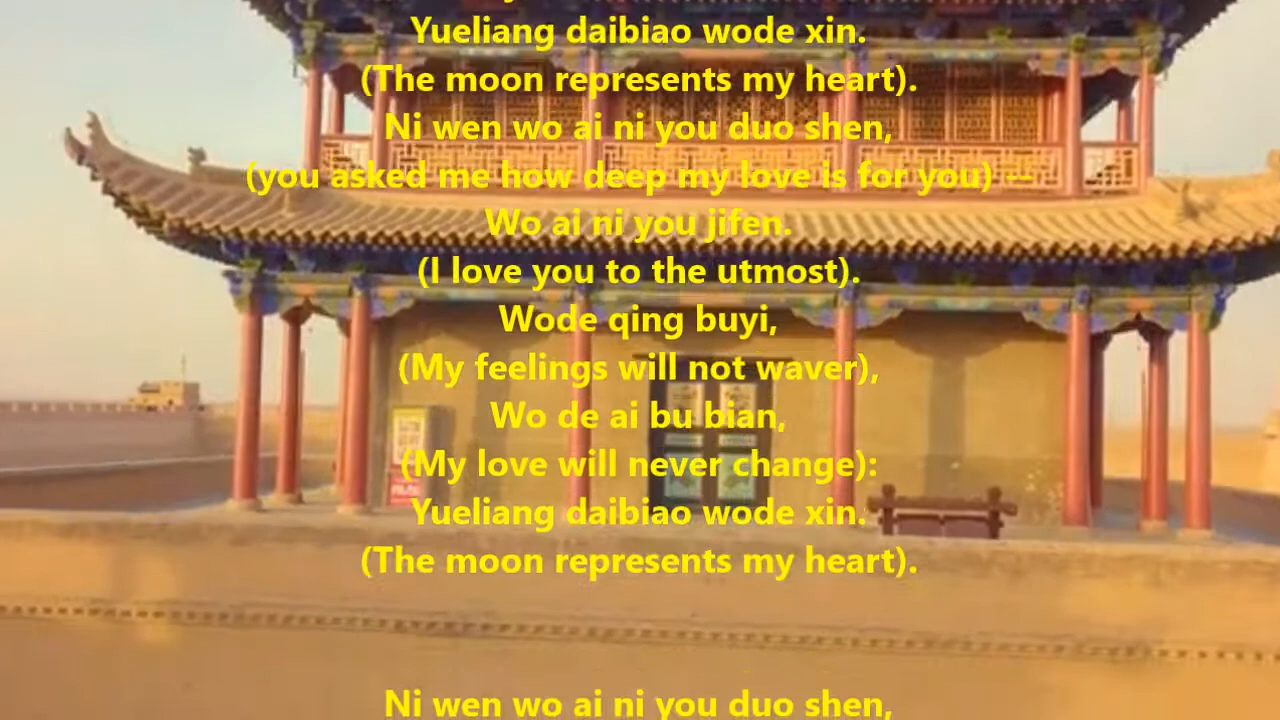 Yueliang daibiao wode xin.
(The moon represents my heart).
Ni wen wo ai ni you duo shen,
(you asked me how deep my love is for you) --
Wo ai ni you jifen.
(I love you to the utmost).
Wode qing buyi,
(My feelings will not waver),
Wo de ai bu bian,
(My love will never change):
Yueliang daibiao wode xin.
(The moon represents my heart).
Ni wen wo ai ni you duo shen,